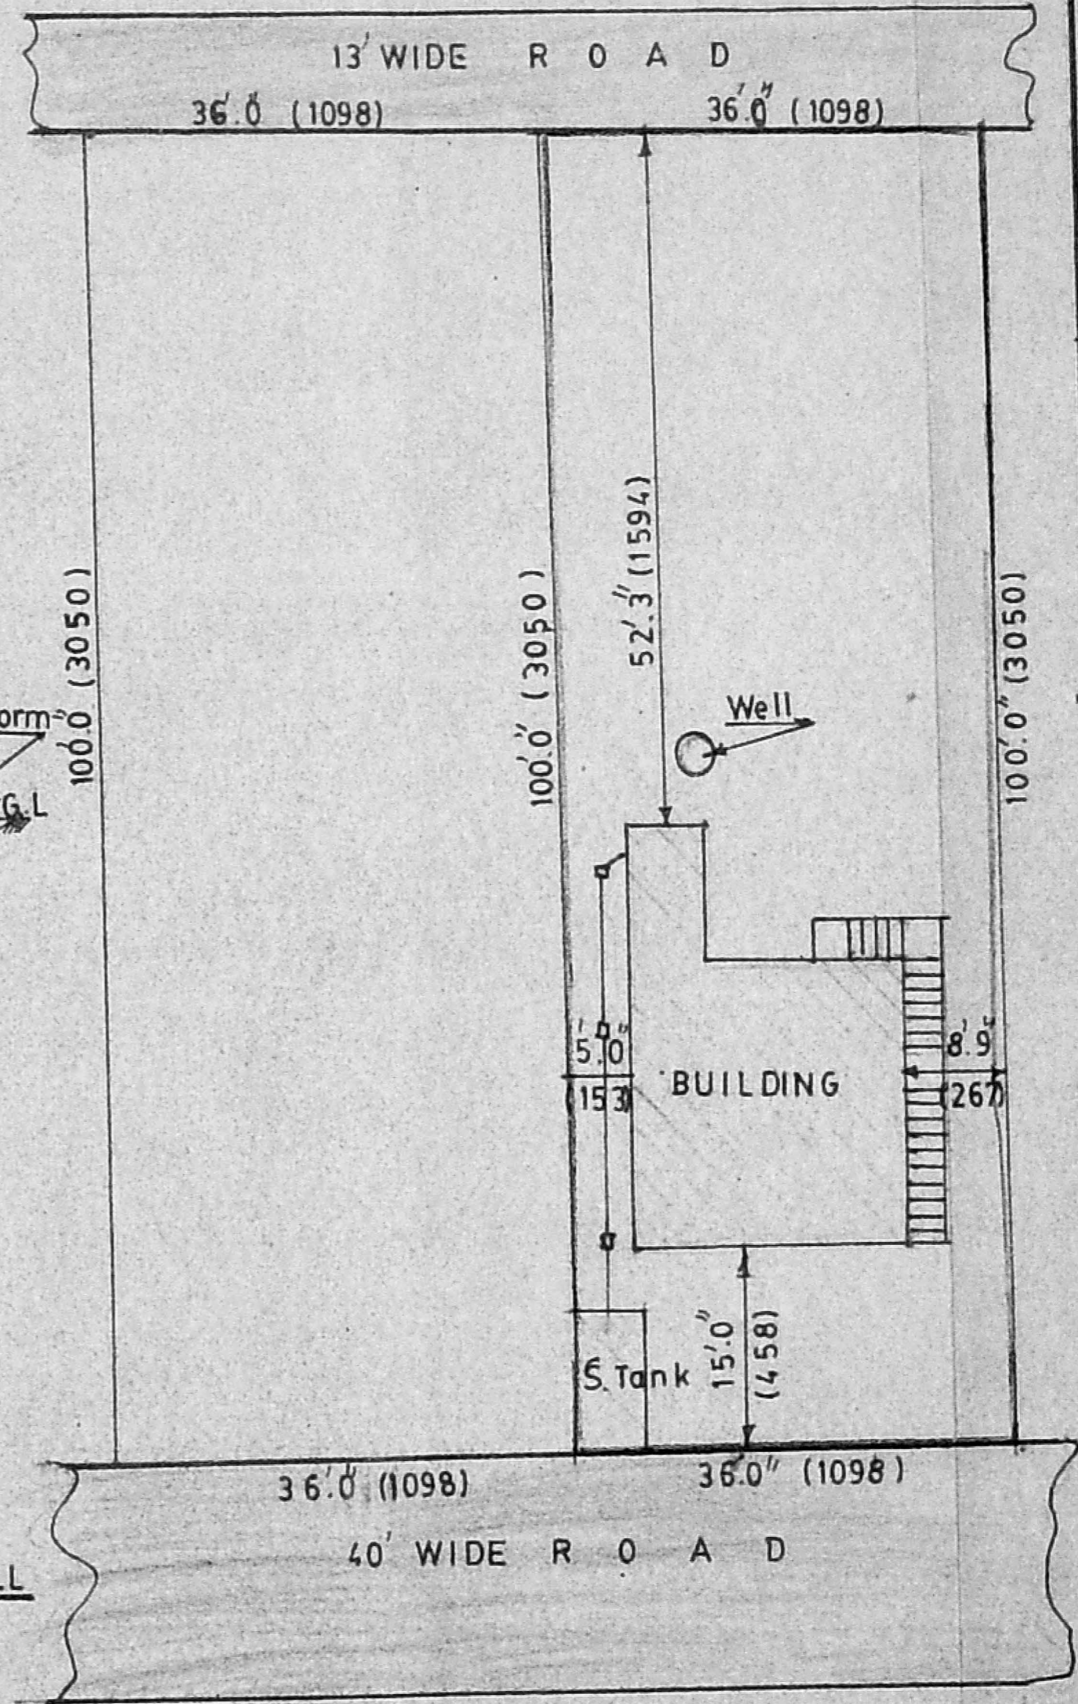 13' WIDE R O A D
36'.0" (1098)
36'.0" (1098)
52'.3" (1594)
100'.0" (3050)
100'.0" (3050)
100'.0" (3050)
orm
G.L
Well
5'.0"
(153)
BUILDING
8'.9"
(267)
S. Tank
15'.0"
(458)
36'.0" (1098)
36'.0" (1098)
40' WIDE R O A D
LL